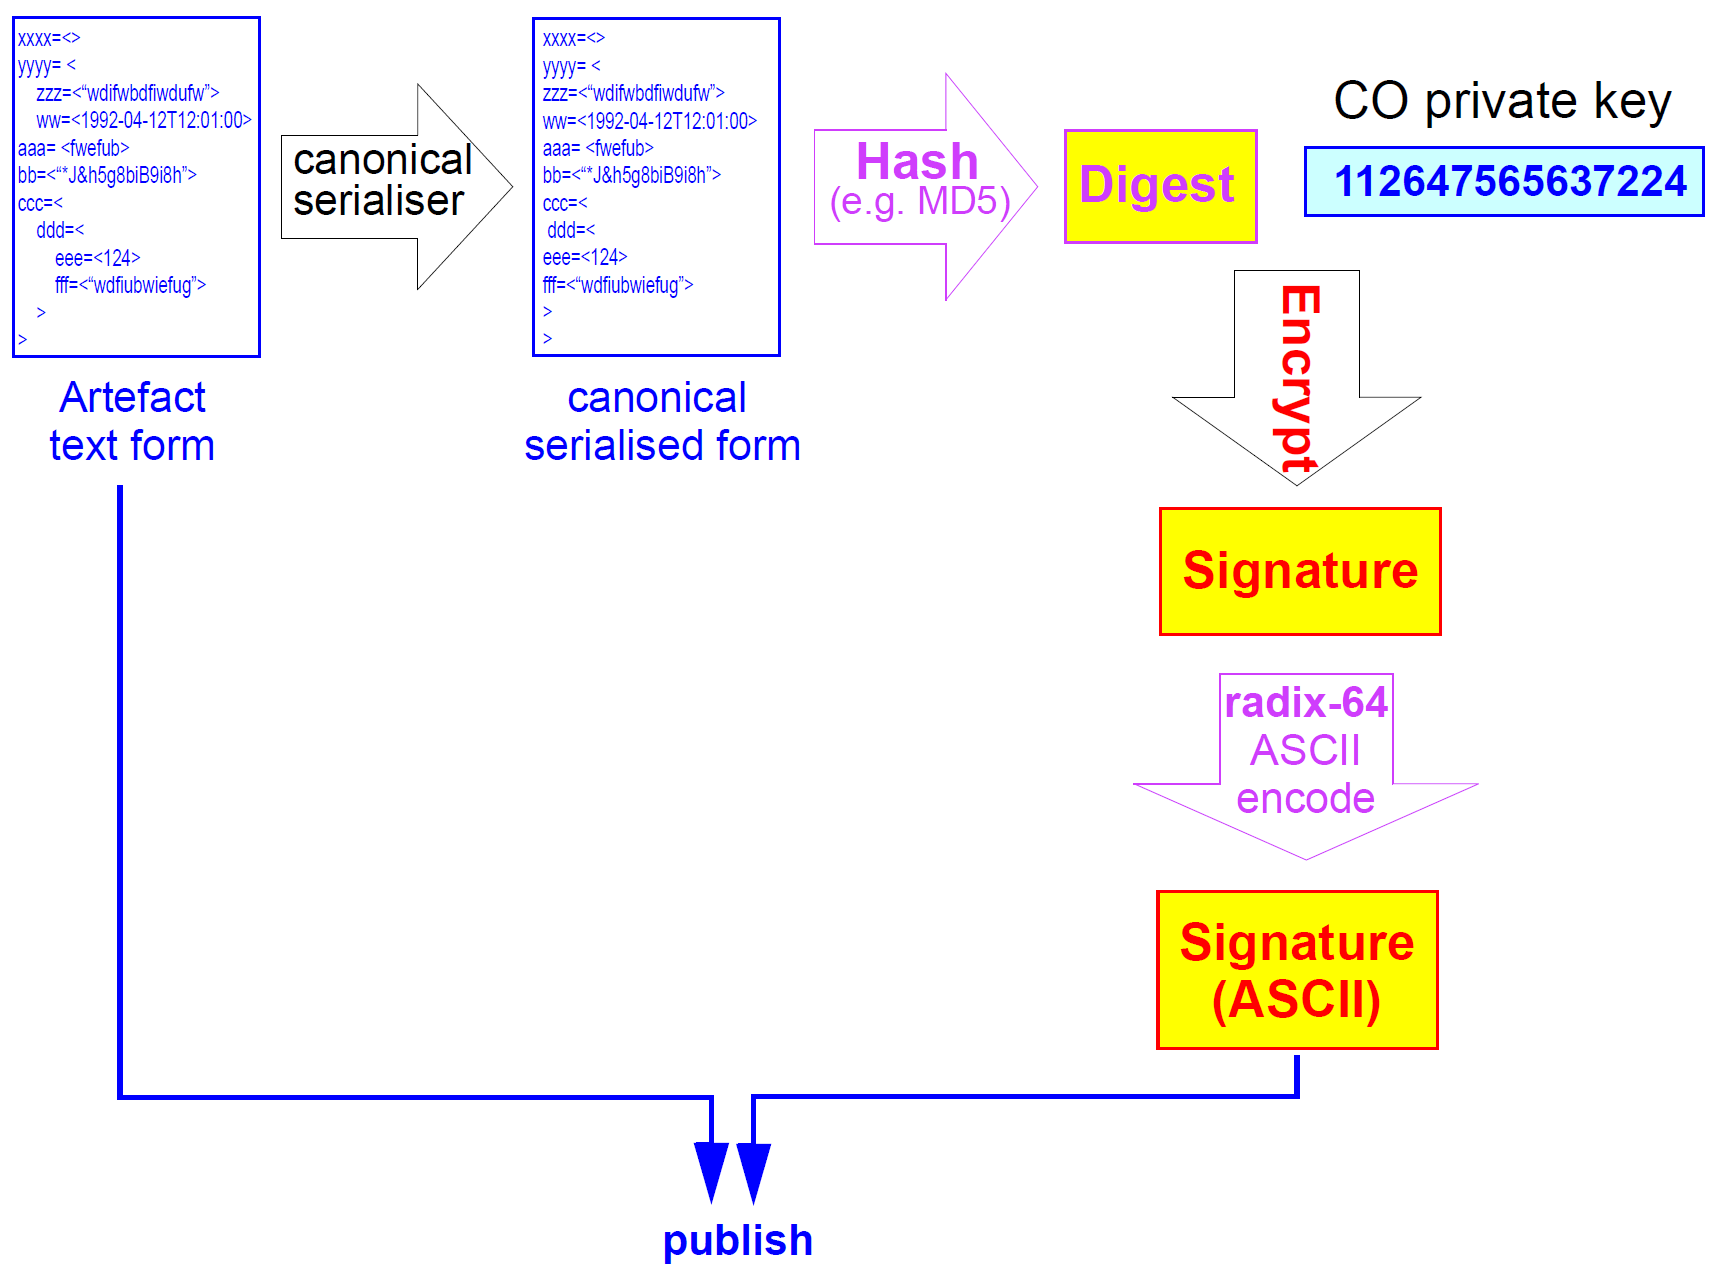 xxxx=<>
yyyy= <
zzz=<“wdifwbdfiwdufw”>
ww=<1992-04-12T12:01:00>
aaa= <fwefub>
bb=<“*J&h5g8biB9i8h”>
ccc=<
ddd=<
eee=<124>
fff=<“wdfiubwiefug”>
>
>
Artefact
text form
canonical
serialiser
xxxx=<>
yyyy= <
zzz=<“wdifwbdfiwdufw”>
ww=<1992-04-12T12:01:00>
aaa= <fwefub>
bb=<“*J&h5g8biB9i8h”>
ccc=<
ddd=<
eee=<124>
fff=<“wdfiubwiefug”>
>
>
canonical
serialised form
Hash
(e.g. MD5)
Digest
CO private key
112647565637224
Encrypt
Signature
radix-64
ASCII
encode
Signature
(ASCII)
publish